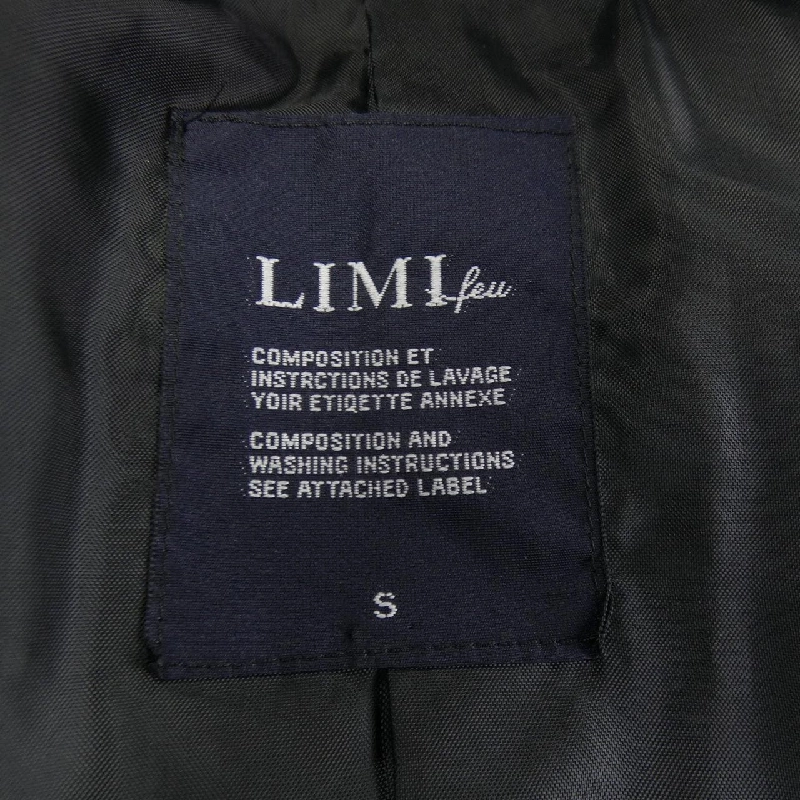 LIMI feu
COMPOSITION ET
INSTRCTIONS DE LAVAGE
YOIR ETIQETTE ANNEXE
COMPOSITION AND
WASHING INSTRUCTIONS
SEE ATTACHED LABEL
S